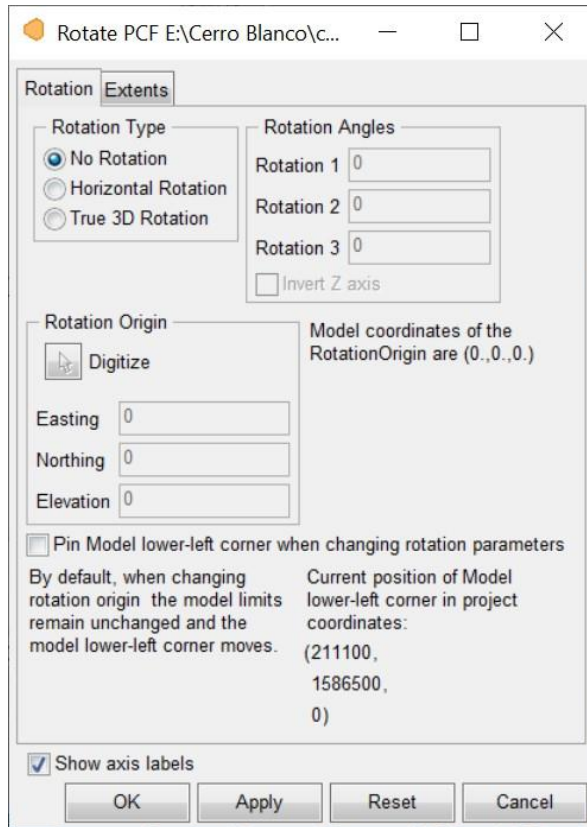 Rotate PCF E:\Cerro Blanco\c...
Rotation Extents
Rotation Type
No Rotation
Horizontal Rotation
True 3D Rotation
Rotation Angles
Rotation 1 0
Rotation 2 0
Rotation 3 0
Invert Z axis
Rotation Origin
Digitize
Easting 0
Northing 0
Elevation 0
Model coordinates of the
RotationOrigin are (0.,0.,0.)
Pin Model lower-left corner when changing rotation parameters
By default, when changing
rotation origin the model limits
remain unchanged and the
model lower-left corner moves.
Current position of Model
lower-left corner in project
coordinates:
(211100,
1586500,
0)
Show axis labels
OK Apply Reset Cancel